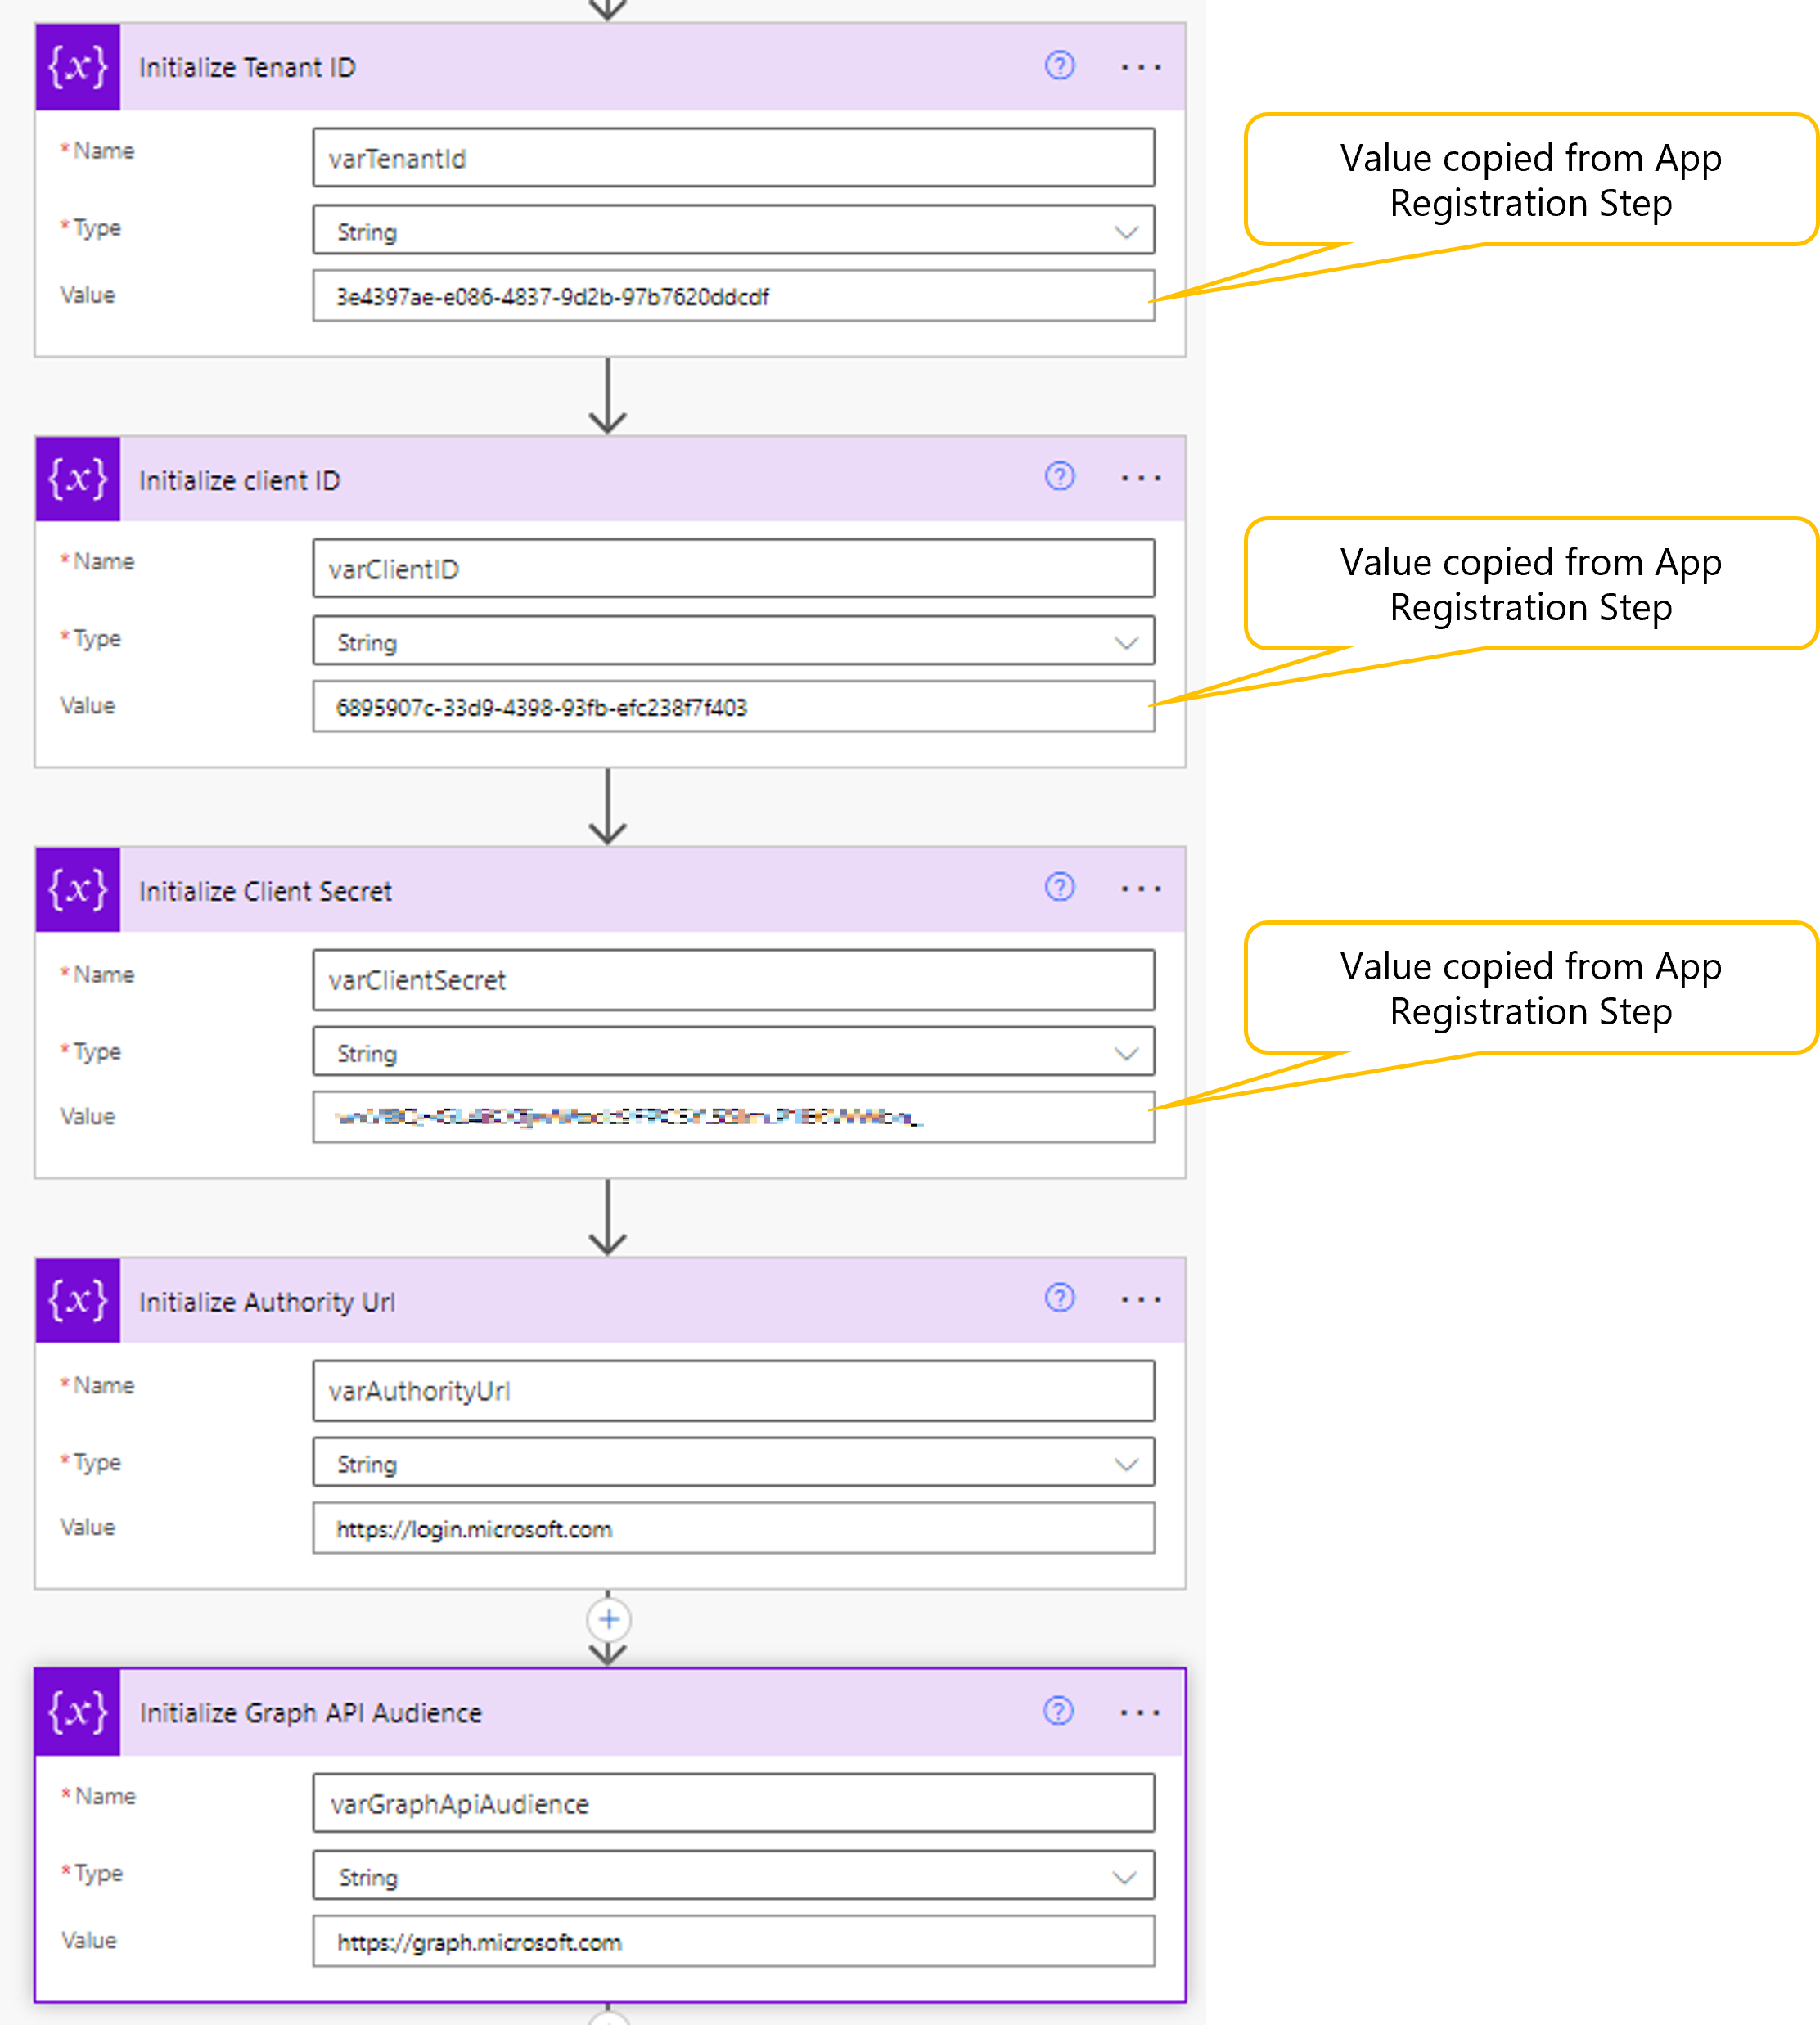 {x} Initialize Tenant ID
*Name varTenantId
*Type String
Value 3e4397ae-e086-4837-9d2b-97b7620ddcdf
Value copied from App
Registration Step
{x} Initialize client ID
*Name varClientID
*Type String
Value 6895907c-33d9-4398-93fb-efc238f7f403
Value copied from App
Registration Step
{x} Initialize Client Secret
*Name varClientSecret
*Type String
Value
Value copied from App
Registration Step
{x} Initialize Authority Url
*Name varAuthorityUrl
*Type String
Value https://login.microsoft.com
{x} Initialize Graph API Audience
*Name varGraphApiAudience
*Type String
Value https://graph.microsoft.com